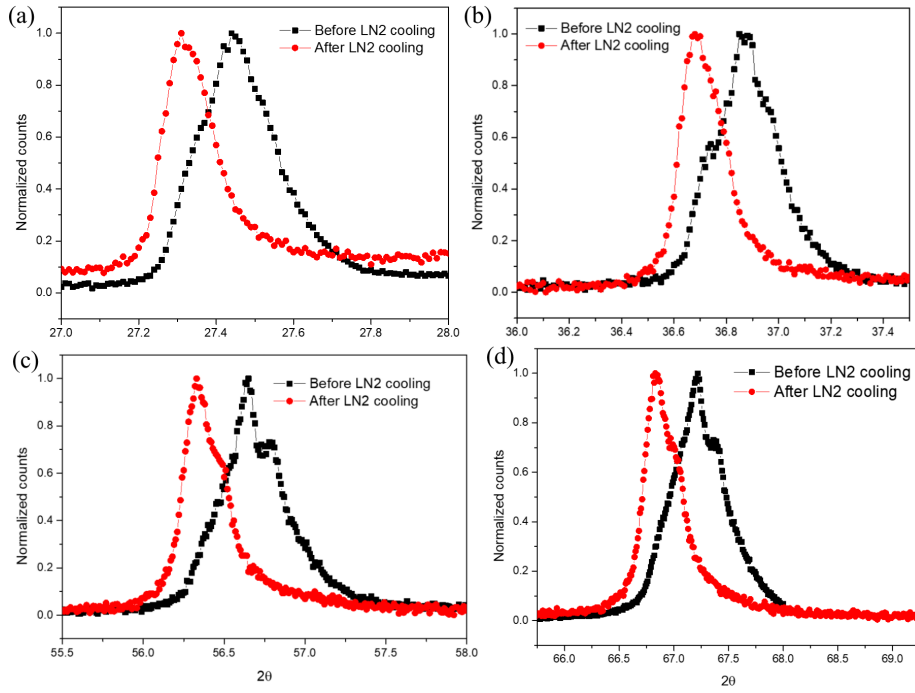 (a)
Before LN2 cooling
After LN2 cooling
Normalized counts
1.0
0.8
0.6
0.4
0.2
0.0
27.0 27.2 27.4 27.6 27.8 28.0
(b)
Before LN2 cooling
After LN2 cooling
Normalized counts
1.0
0.8
0.6
0.4
0.2
0.0
36.0 36.2 36.4 36.6 36.8 37.0 37.2 37.4
(c)
Before LN2 cooling
After LN2 cooling
Normalized counts
1.0
0.8
0.6
0.4
0.2
0.0
55.5 56.0 56.5 57.0 57.5 58.0
2θ
(d)
Before LN2 cooling
After LN2 cooling
Normalized counts
1.0
0.8
0.6
0.4
0.2
0.0
66.0 66.5 67.0 67.5 68.0 68.5 69.0
2θ